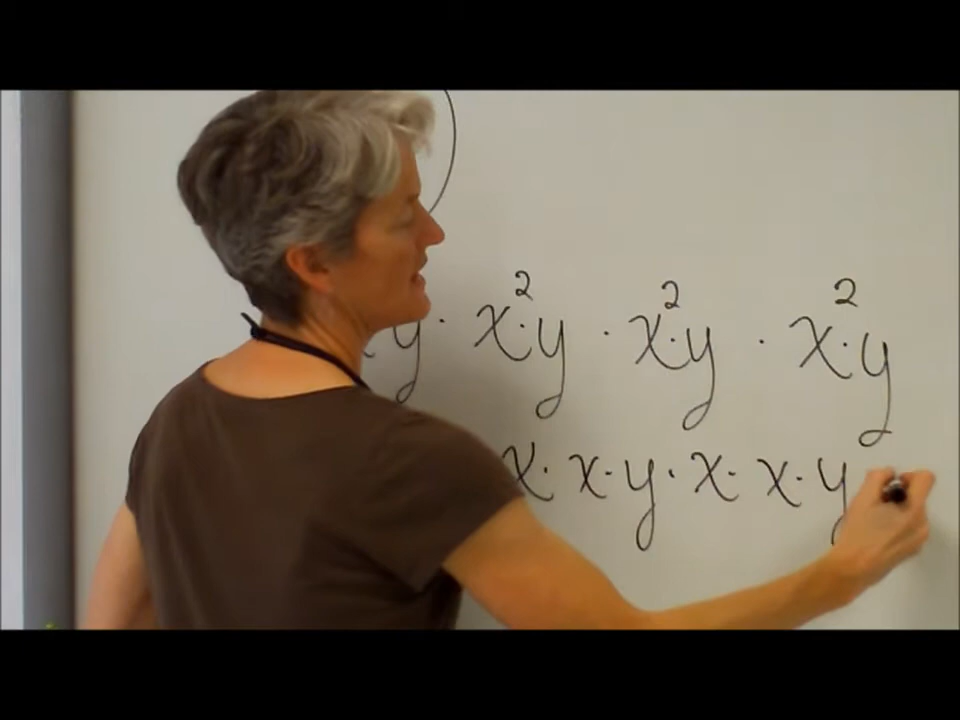 y · x² · y · x² · y · x² · y
x · x · y · x · x · y